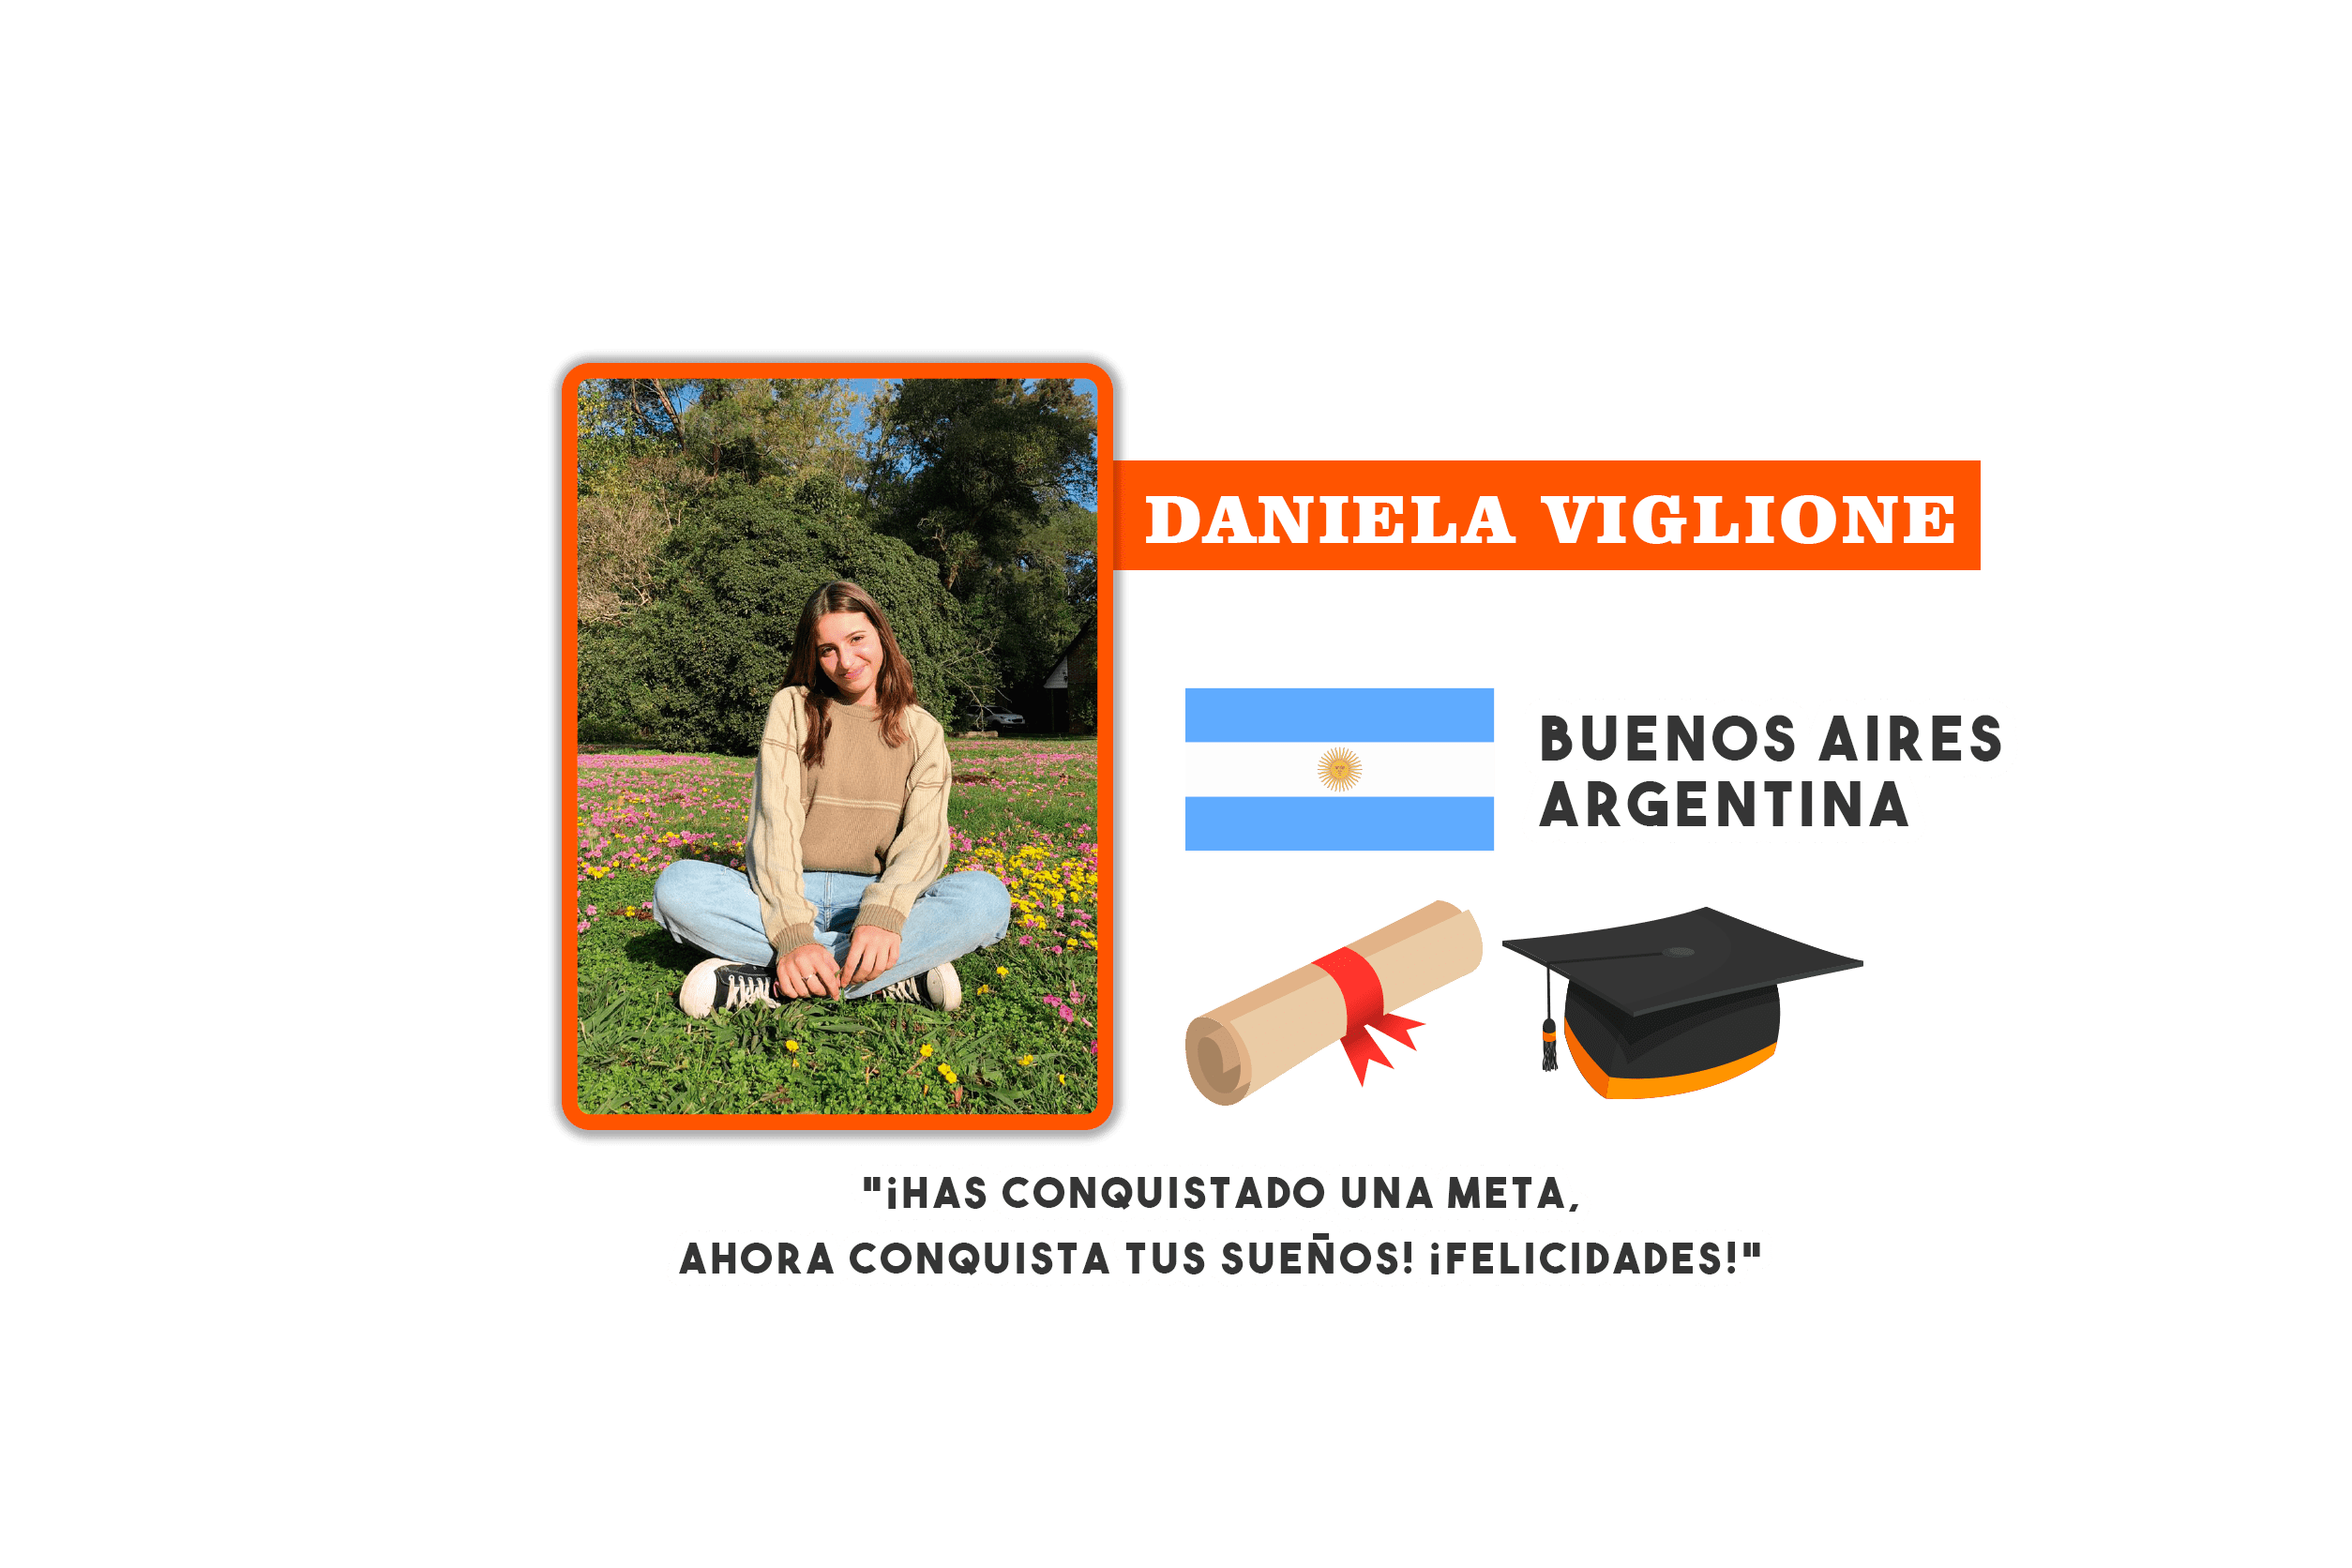 DANIELA VIGLIONE
BUENOS AIRES
ARGENTINA
"¡HAS CONQUISTADO UNA META,
AHORA CONQUISTA TUS SUEÑOS! ¡FELICIDADES!"